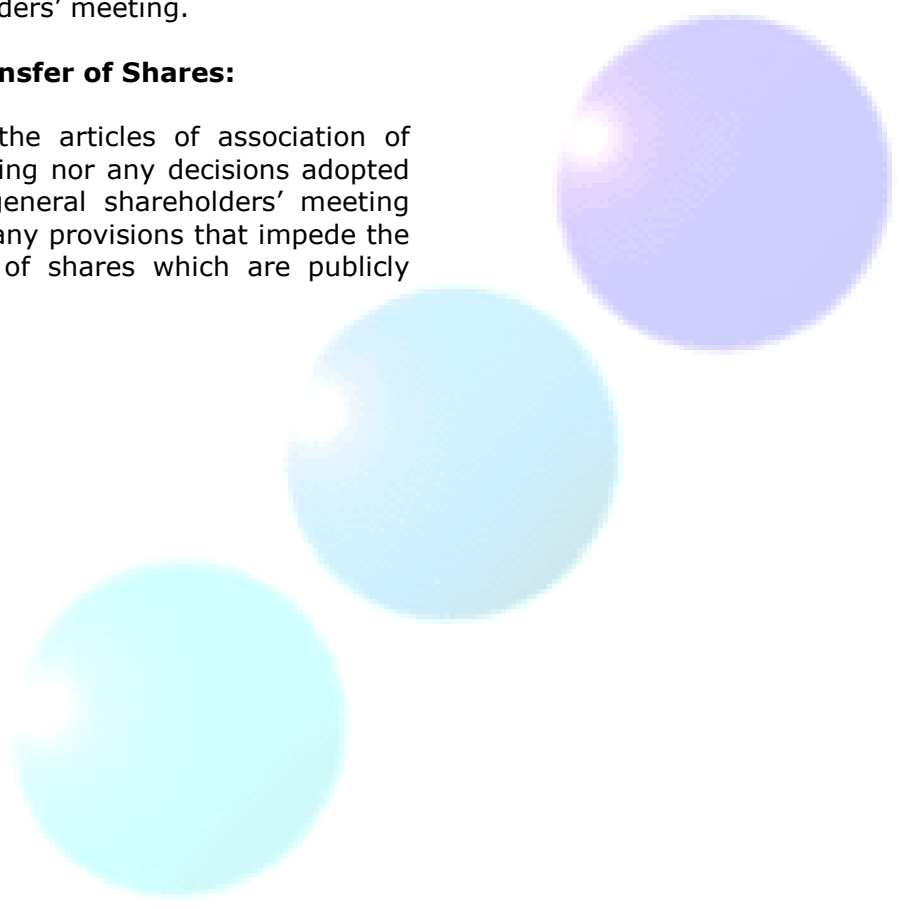 ders’ meeting.
nsfer of Shares:
the articles of association of
ing nor any decisions adopted
general shareholders’ meeting
any provisions that impede the
of shares which are publicly